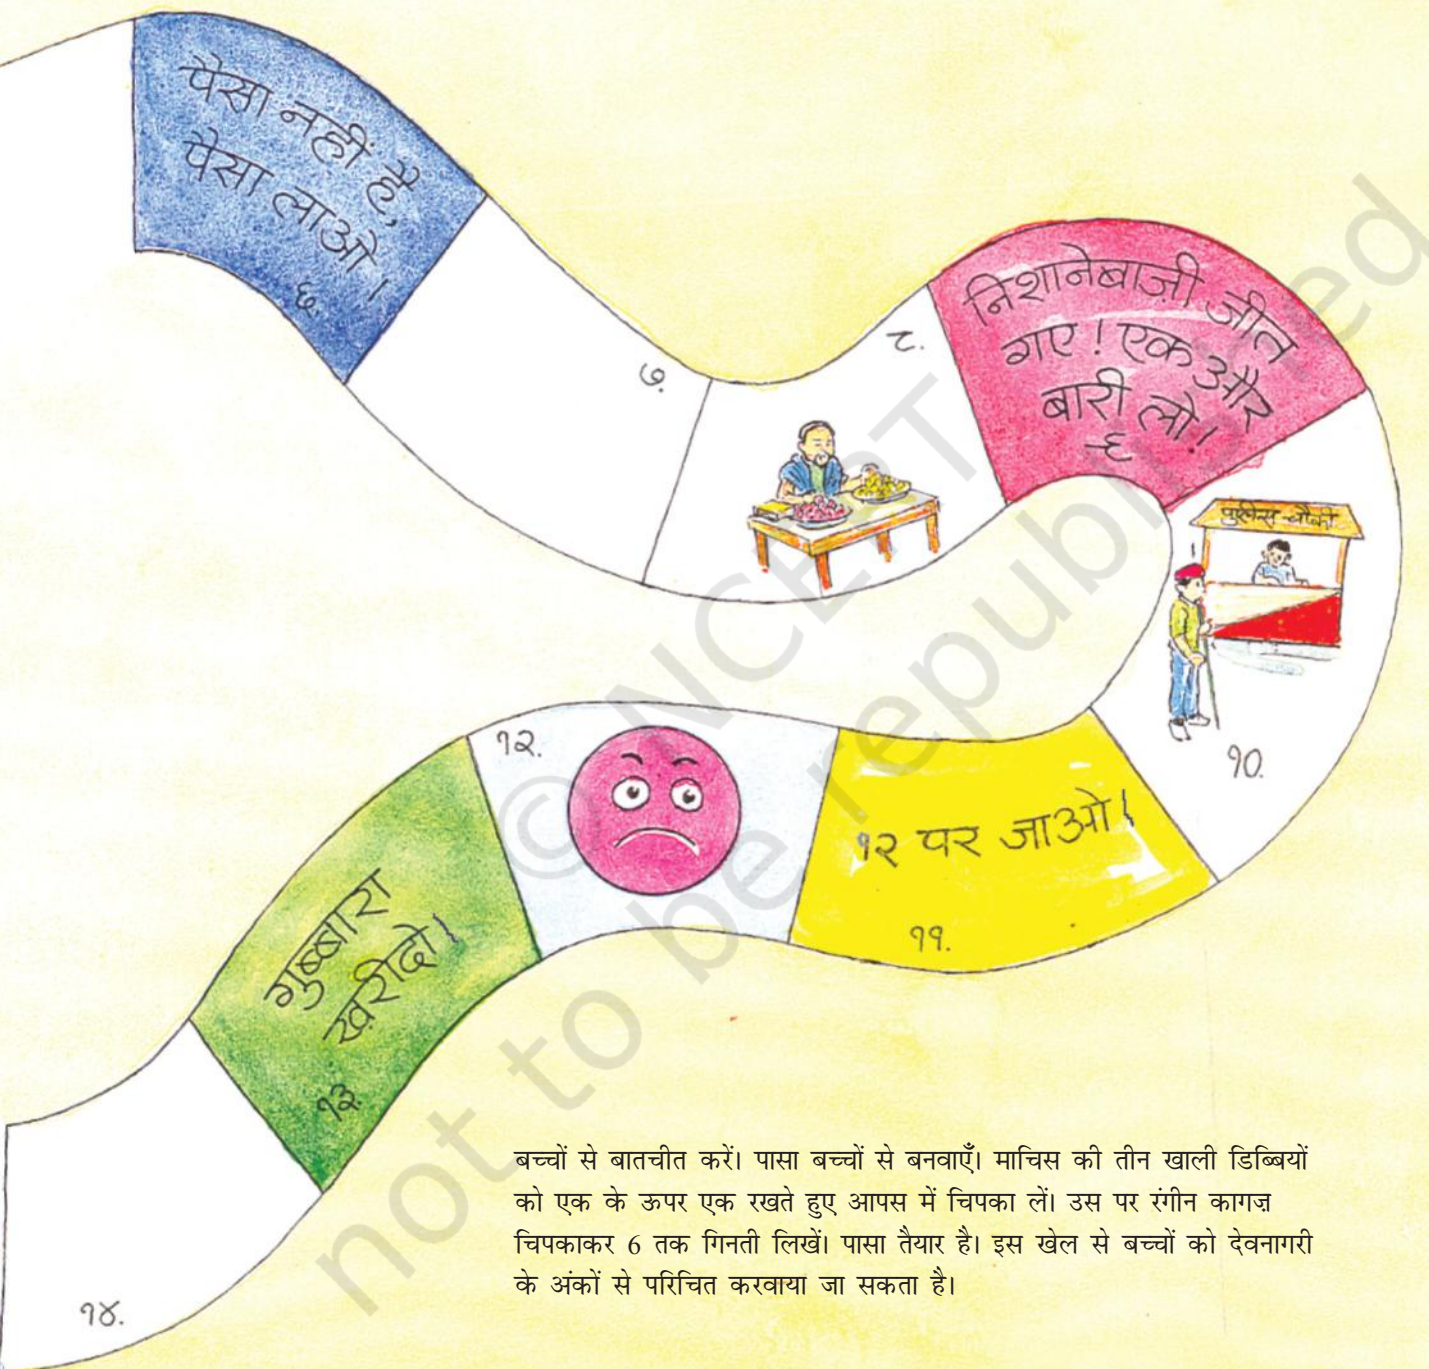 पैसा नहीं है,
पैसा लाओ।
६.
७.
८.
निशानेबाज़ी जीत
गए! एक और
बारी लो!
९
पुलिस चौकी
१०.
१२ पर जाओ।
११.
१२.
गुब्बारा
ख़रीदो।
१३
१४.
बच्चों से बातचीत करें। पासा बच्चों से बनवाएँ। माचिस की तीन खाली डिब्बियों
को एक के ऊपर एक रखते हुए आपस में चिपका लें। उस पर रंगीन कागज़
चिपकाकर 6 तक गिनती लिखें। पासा तैयार है। इस खेल से बच्चों को देवनागरी
के अंकों से परिचित करवाया जा सकता है।
© NCERT
not to be republished